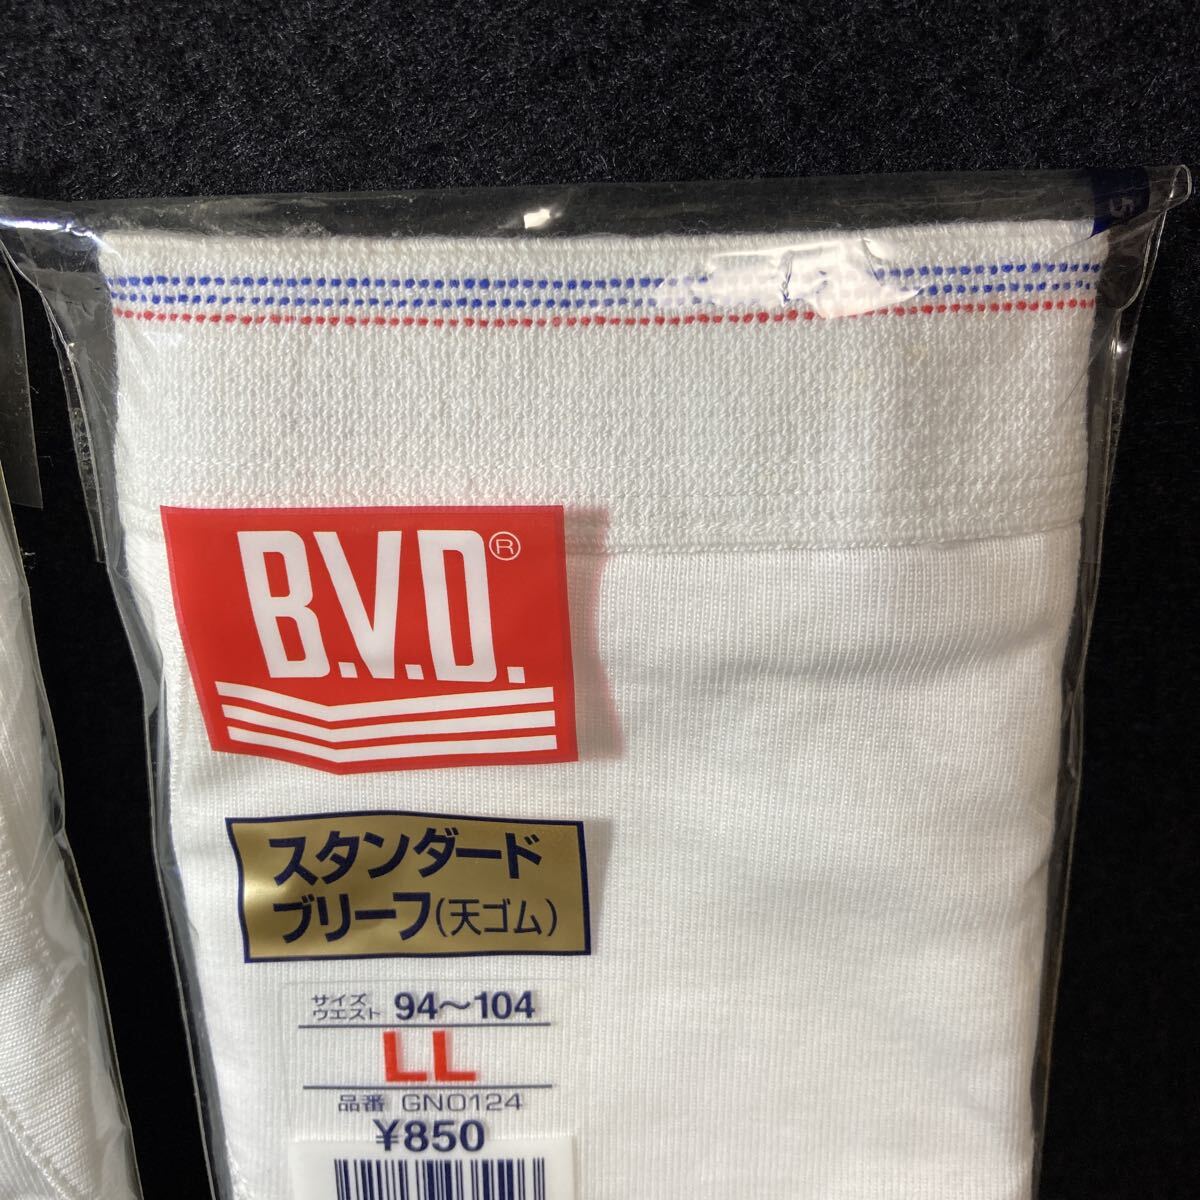 5
B.V.D.®
スタンダード
ブリーフ(天ゴム)
サイズ
ウエスト 94～104
LL
品番 GN0124
¥850